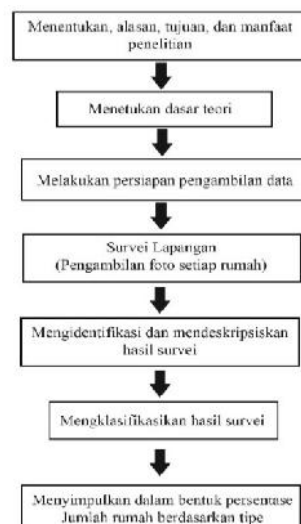 Menentukan, alasan, tujuan, dan manfaat
penelitian
Menetukan dasar teori
Melakukan persiapan pengambilan data
Survei Lapangan
(Pengambilan foto setiap rumah)
Mengidentifikasi dan mendeskripsiskan
hasil survei
Mengklasifikasikan hasil survei
Menyimpulkan dalam bentuk persentase
Jumlah rumah berdasarkan tipe